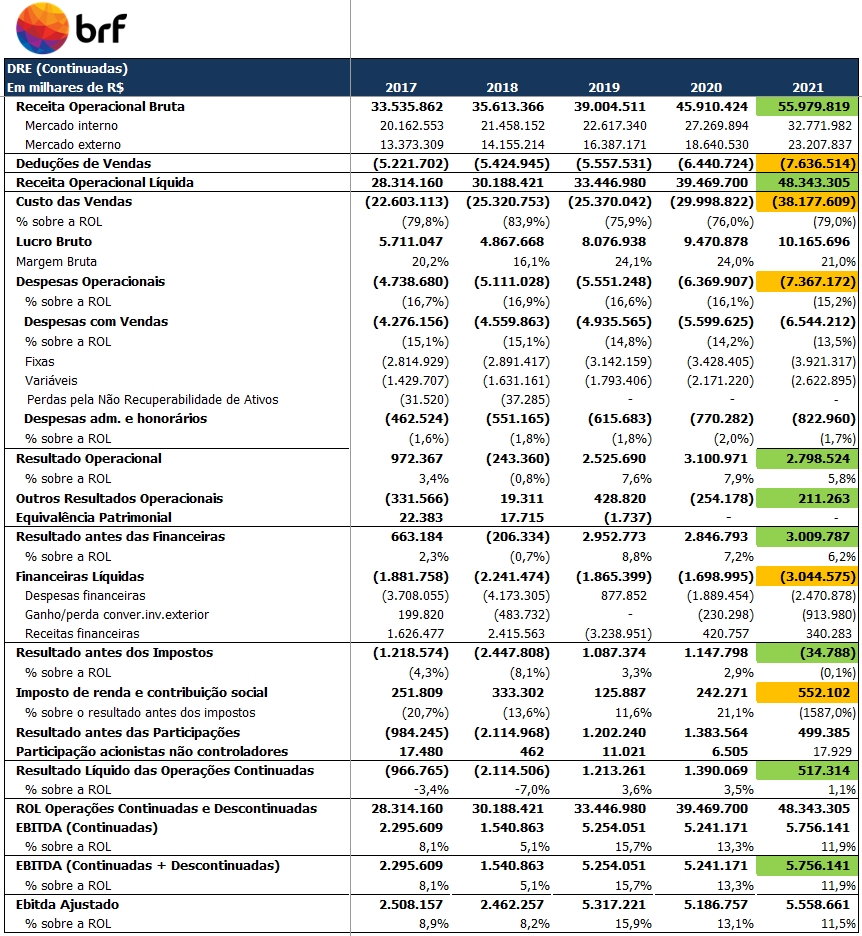 brf
DRE (Continuadas)
Em milhares de R$ 2017 2018 2019 2020 2021
Receita Operacional Bruta 33.535.862 35.613.366 39.004.511 45.910.424 55.979.819
Mercado interno 20.162.553 21.458.152 22.617.340 27.269.894 32.771.982
Mercado externo 13.373.309 14.155.214 16.387.171 18.640.530 23.207.837
Deduções de Vendas (5.221.702) (5.424.945) (5.557.531) (6.440.724) (7.636.514)
Receita Operacional Líquida 28.314.160 30.188.421 33.446.980 39.469.700 48.343.305
Custo das Vendas (22.603.113) (25.320.753) (25.370.042) (29.998.822) (38.177.609)
% sobre a ROL (79,8%) (83,9%) (75,9%) (76,0%) (79,0%)
Lucro Bruto 5.711.047 4.867.668 8.076.938 9.470.878 10.165.696
Margem Bruta 20,2% 16,1% 24,1% 24,0% 21,0%
Despesas Operacionais (4.738.680) (5.111.028) (5.551.248) (6.369.907) (7.367.172)
% sobre a ROL (16,7%) (16,9%) (16,6%) (16,1%) (15,2%)
Despesas com Vendas (4.276.156) (4.559.863) (4.935.565) (5.599.625) (6.544.212)
% sobre a ROL (15,1%) (15,1%) (14,8%) (14,2%) (13,5%)
Fixas (2.814.929) (2.891.417) (3.142.159) (3.428.405) (3.921.317)
Variáveis (1.429.707) (1.631.161) (1.793.406) (2.171.220) (2.622.895)
Perdas pela Não Recuperabilidade de Ativos (31.520) (37.285) - - -
Despesas adm. e honorários (462.524) (551.165) (615.683) (770.282) (822.960)
% sobre a ROL (1,6%) (1,8%) (1,8%) (2,0%) (1,7%)
Resultado Operacional 972.367 (243.360) 2.525.690 3.100.971 2.798.524
% sobre a ROL 3,4% (0,8%) 7,6% 7,9% 5,8%
Outros Resultados Operacionais (331.566) 19.311 428.820 (254.178) 211.263
Equivalência Patrimonial 22.383 17.715 (1.737) - -
Resultado antes das Financeiras 663.184 (206.334) 2.952.773 2.846.793 3.009.787
% sobre a ROL 2,3% (0,7%) 8,8% 7,2% 6,2%
Financeiras Líquidas (1.881.758) (2.241.474) (1.865.399) (1.698.995) (3.044.575)
Despesas financeiras (3.708.055) (4.173.305) 877.852 (1.889.454) (2.470.878)
Ganho/perda conver.inv.exterior 199.820 (483.732) - (230.298) (913.980)
Receitas financeiras 1.626.477 2.415.563 (3.238.951) 420.757 340.283
Resultado antes dos Impostos (1.218.574) (2.447.808) 1.087.374 1.147.798 (34.788)
% sobre a ROL (4,3%) (8,1%) 3,3% 2,9% (0,1%)
Imposto de renda e contribuição social 251.809 333.302 125.887 242.271 552.102
% sobre o resultado antes dos impostos (20,7%) (13,6%) 11,6% 21,1% (1587,0%)
Resultado antes das Participações (984.245) (2.114.968) 1.202.240 1.383.564 499.385
Participação acionistas não controladores 17.480 462 11.021 6.505 17.929
Resultado Líquido das Operações Continuadas (966.765) (2.114.506) 1.213.261 1.390.069 517.314
% sobre a ROL -3,4% -7,0% 3,6% 3,5% 1,1%
ROL Operações Continuadas e Descontinuadas 28.314.160 30.188.421 33.446.980 39.469.700 48.343.305
EBITDA (Continuadas) 2.295.609 1.540.863 5.254.051 5.241.171 5.756.141
% sobre a ROL 8,1% 5,1% 15,7% 13,3% 11,9%
EBITDA (Continuadas + Descontinuadas) 2.295.609 1.540.863 5.254.051 5.241.171 5.756.141
% sobre a ROL 8,1% 5,1% 15,7% 13,3% 11,9%
Ebitda Ajustado 2.508.157 2.462.257 5.317.221 5.186.757 5.558.661
% sobre a ROL 8,9% 8,2% 15,9% 13,1% 11,5%